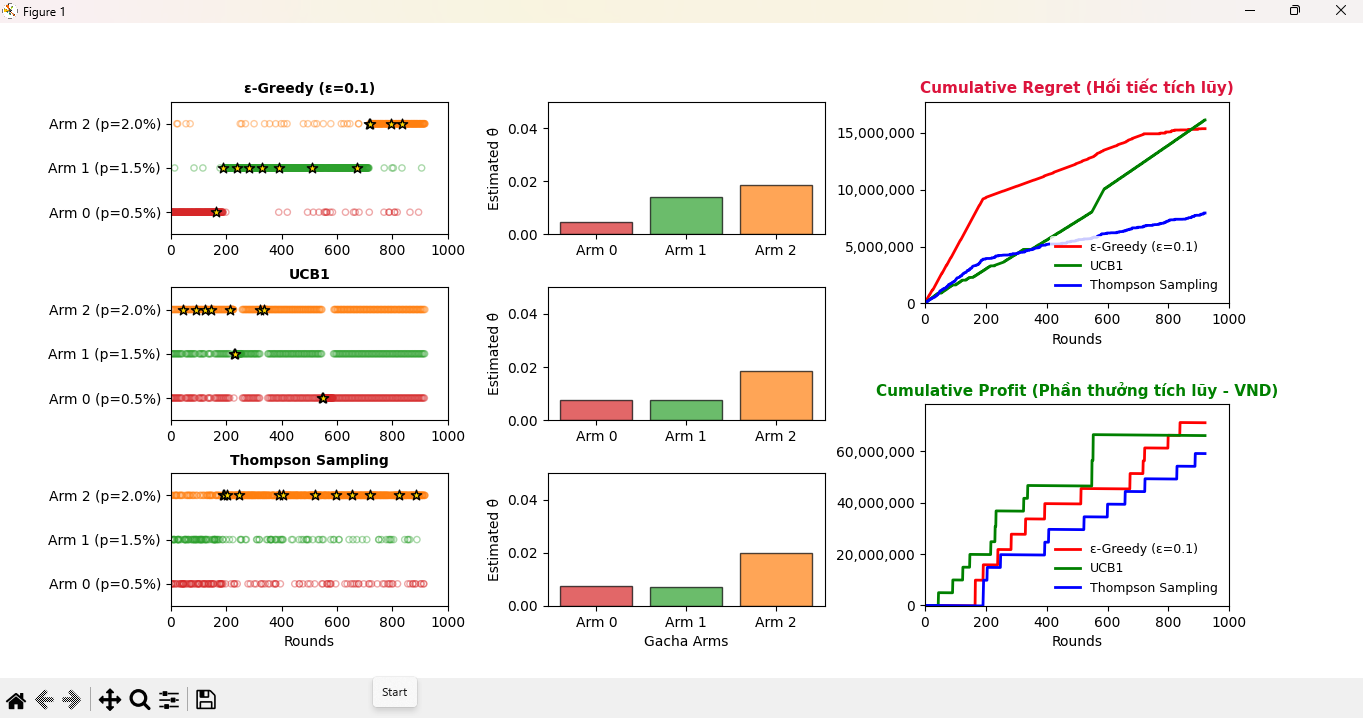 Figure 1
ε-Greedy (ε=0.1)
Arm 2 (p=2.0%)
Arm 1 (p=1.5%)
Arm 0 (p=0.5%)
0 200 400 600 800 1000
Estimated θ
0.04
0.02
0.00
Arm 0 Arm 1 Arm 2
UCB1
Arm 2 (p=2.0%)
Arm 1 (p=1.5%)
Arm 0 (p=0.5%)
0 200 400 600 800 1000
Estimated θ
0.04
0.02
0.00
Arm 0 Arm 1 Arm 2
Thompson Sampling
Arm 2 (p=2.0%)
Arm 1 (p=1.5%)
Arm 0 (p=0.5%)
0 200 400 600 800 1000
Rounds
Estimated θ
0.04
0.02
0.00
Arm 0 Arm 1 Arm 2
Gacha Arms
Cumulative Regret (Hối tiếc tích lũy)
15,000,000
10,000,000
5,000,000
0
ε-Greedy (ε=0.1)
UCB1
Thompson Sampling
0 200 400 600 800 1000
Rounds
Cumulative Profit (Phần thưởng tích lũy - VND)
60,000,000
40,000,000
20,000,000
0
ε-Greedy (ε=0.1)
UCB1
Thompson Sampling
0 200 400 600 800 1000
Rounds
Start